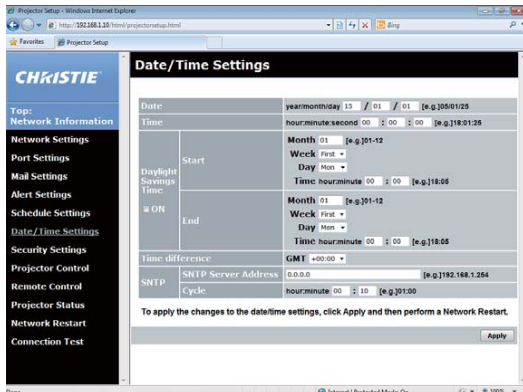 Projector Setup - Windows Internet Explorer
http://192.168.1.10/html/projectorsetup.html
Bing
Favorites
Projector Setup
CHRISTIE
Date/Time Settings
Top:
Network Information
Network Settings
Port Settings
Mail Settings
Alert Settings
Schedule Settings
Date/Time Settings
Security Settings
Projector Control
Remote Control
Projector Status
Network Restart
Connection Test
Date year/month/day 15 / 01 / 01 [e.g.]05/01/25
Time hour:minute:second 00 : 00 : 00 [e.g.]18:01:25
Daylight Savings Time
ON
Start
Month 01 [e.g.]01-12
Week First
Day Mon
Time hour:minute 00 : 00 [e.g.]18:05
End
Month 01 [e.g.]01-12
Week First
Day Mon
Time hour:minute 00 : 00 [e.g.]18:05
Time difference GMT +00:00
SNTP
SNTP Server Address 0.0.0.0 [e.g.]192.168.1.254
Cycle hour:minute 00 : 10 [e.g.]01:00
To apply the changes to the date/time settings, click Apply and then perform a Network Restart.
Apply
Done
Internet | Protected Mode: On
100%